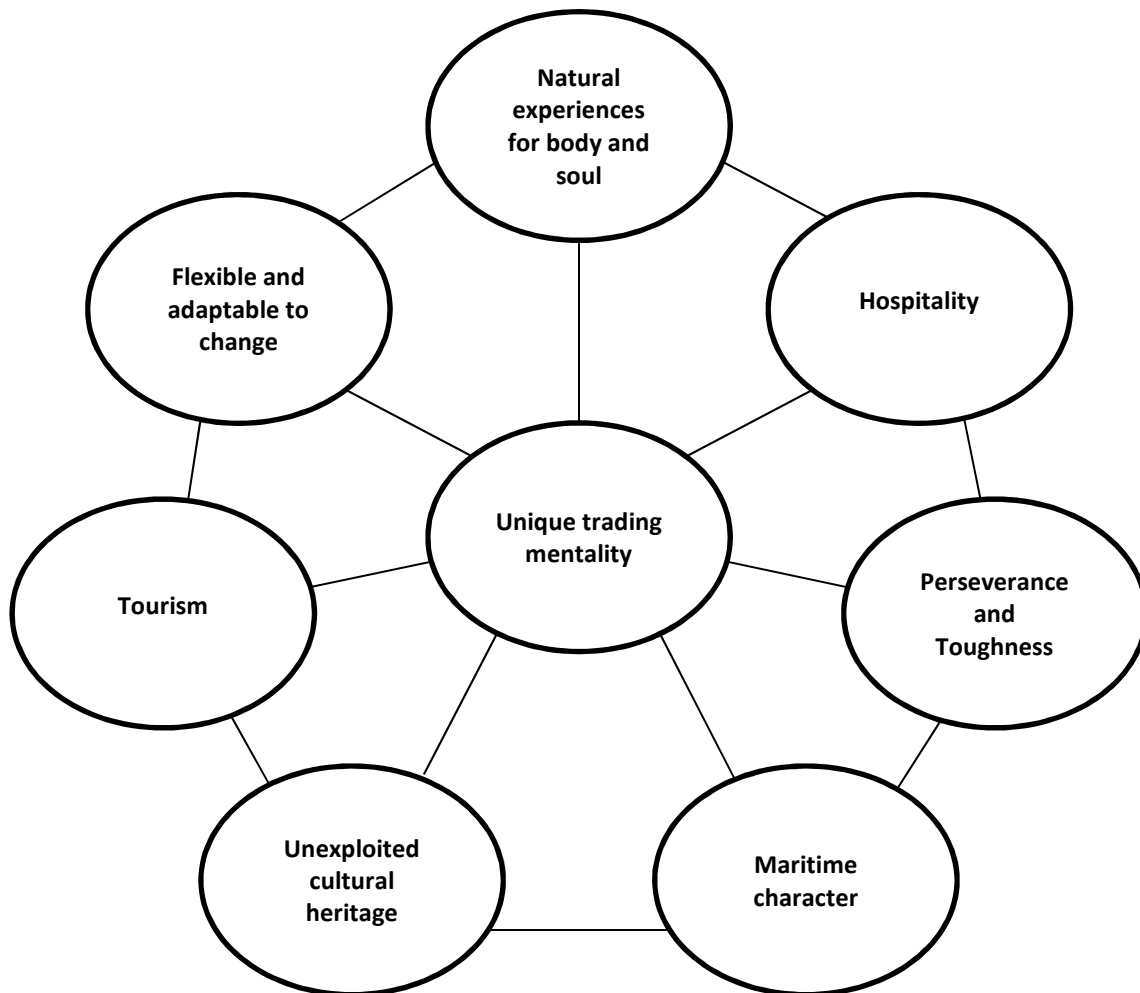 Natural
experiences
for body and
soul
Flexible and
adaptable to
change
Hospitality
Unique trading
mentality
Tourism
Perseverance
and
Toughness
Unexploited
cultural
heritage
Maritime
character